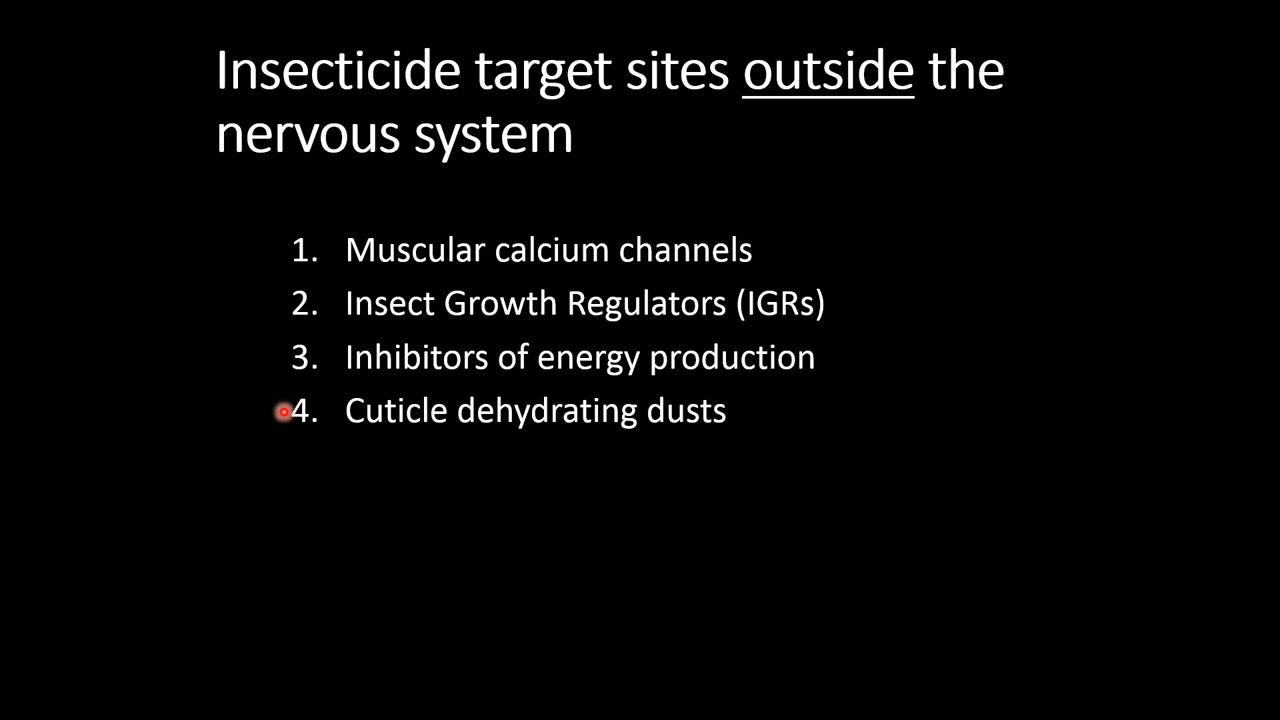 Insecticide target sites outside the
nervous system
1. Muscular calcium channels
2. Insect Growth Regulators (IGRs)
3. Inhibitors of energy production
4. Cuticle dehydrating dusts